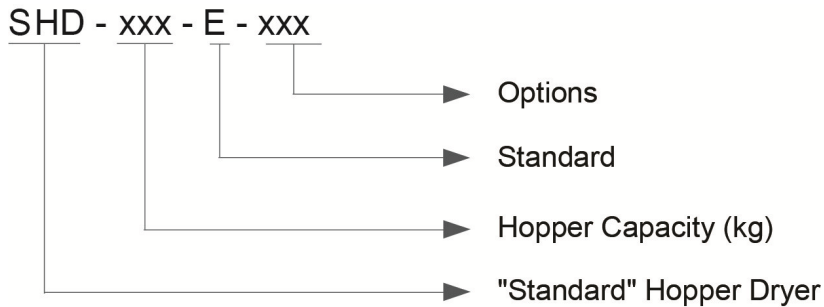 SHD - xxx - E - xxx
Options
Standard
Hopper Capacity (kg)
"Standard" Hopper Dryer